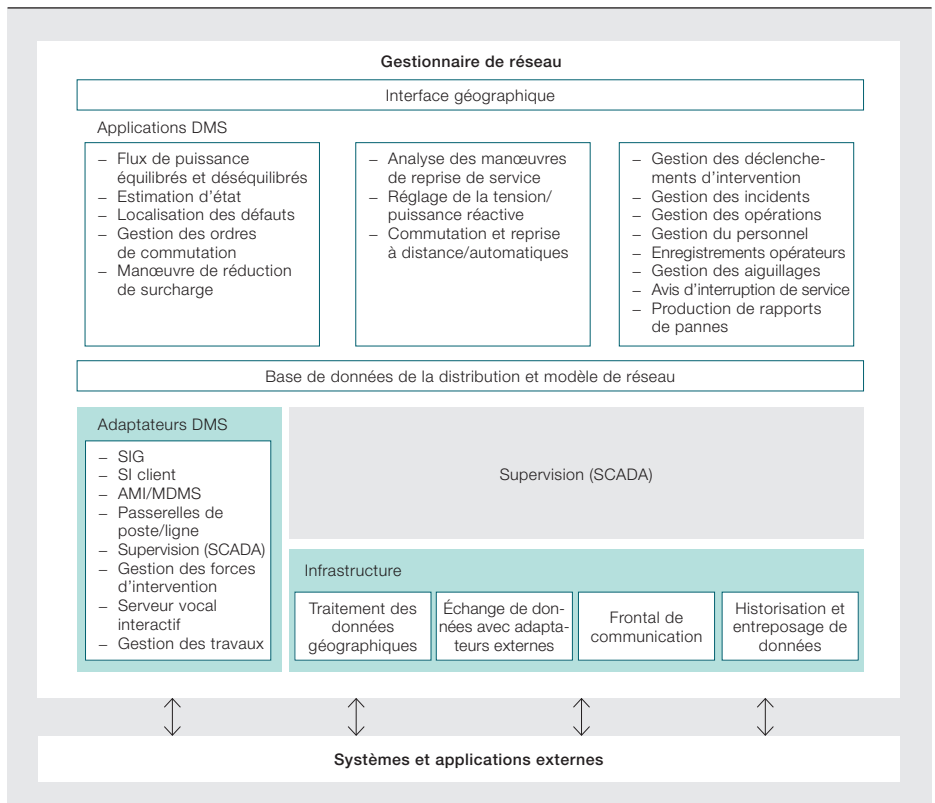 Gestionnaire de réseau
Interface géographique
Applications DMS
– Flux de puissance
équilibrés et déséquilibrés
– Estimation d'état
– Localisation des défauts
– Gestion des ordres
de commutation
– Manœuvre de réduction
de surcharge
– Analyse des manœuvres
de reprise de service
– Réglage de la tension/
puissance réactive
– Commutation et reprise
à distance/automatiques
– Gestion des déclenche-
ments d'intervention
– Gestion des incidents
– Gestion des opérations
– Gestion du personnel
– Enregistrements opérateurs
– Gestion des aiguillages
– Avis d'interruption de service
– Production de rapports
de pannes
Base de données de la distribution et modèle de réseau
Adaptateurs DMS
– SIG
– SI client
– AMI/MDMS
– Passerelles de
poste/ligne
– Supervision (SCADA)
– Gestion des forces
d'intervention
– Serveur vocal
interactif
– Gestion des travaux
Supervision (SCADA)
Infrastructure
Traitement des
données
géographiques
Échange de don-
nées avec adapta-
teurs externes
Frontal de
communication
Historisation et
entreposage de
données
Systèmes et applications externes